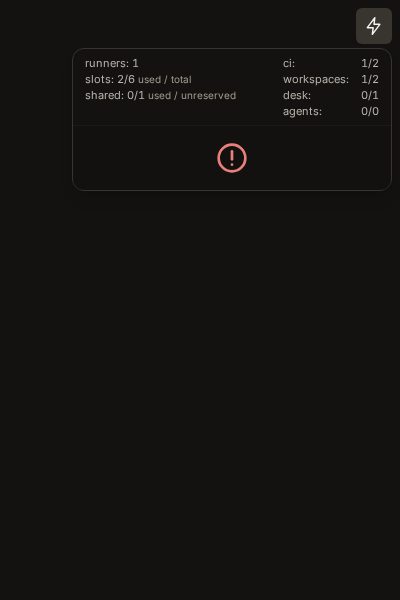 runners: 1
slots: 2/6 used / total
shared: 0/1 used / unreserved
ci: 1/2
workspaces: 1/2
desk: 0/1
agents: 0/0